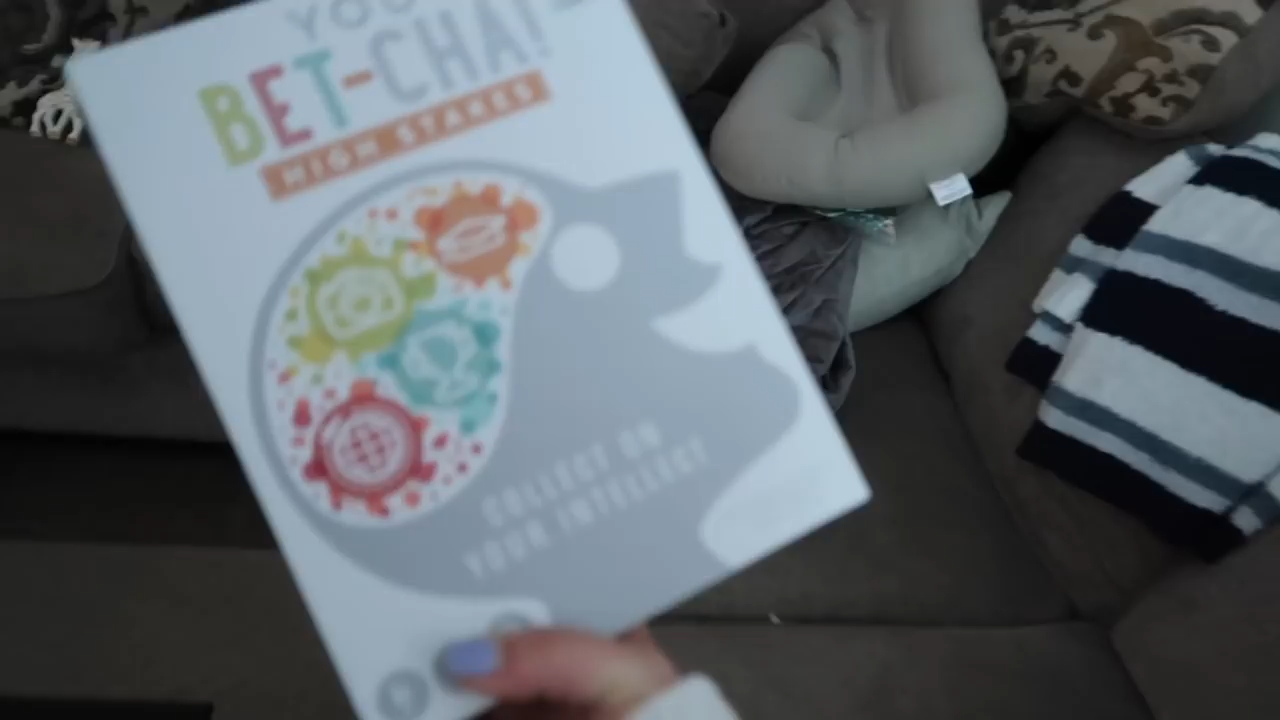 YOU
BET-CHA!
HIGH STAKES
COLLECT ON
YOUR INTELLECT